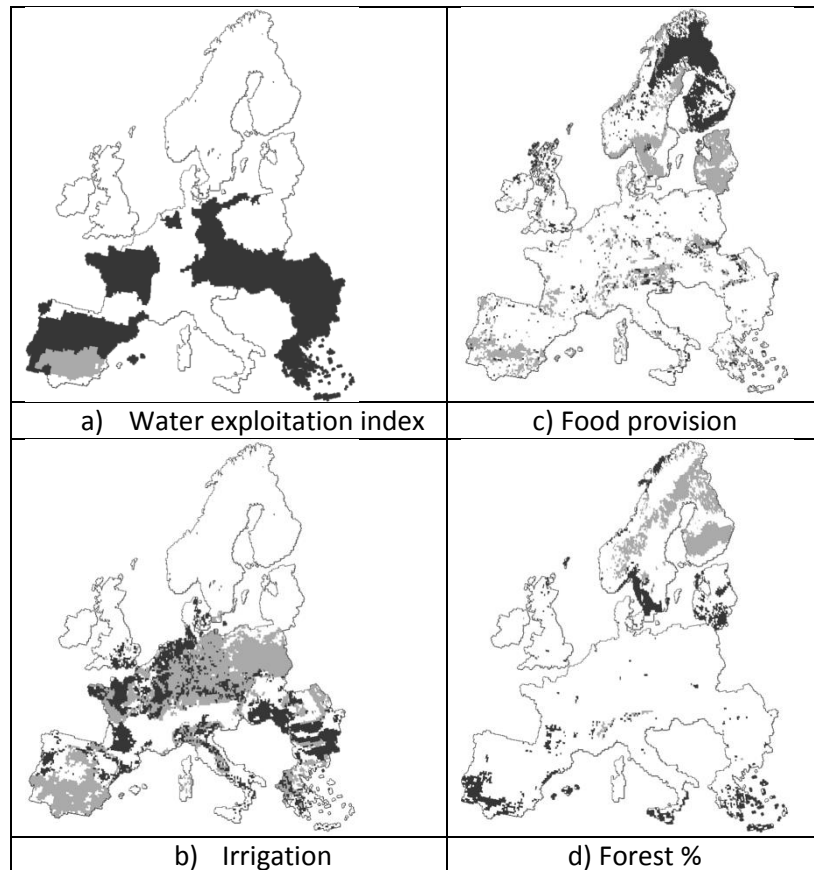 a) Water exploitation index
c) Food provision
b) Irrigation
d) Forest %